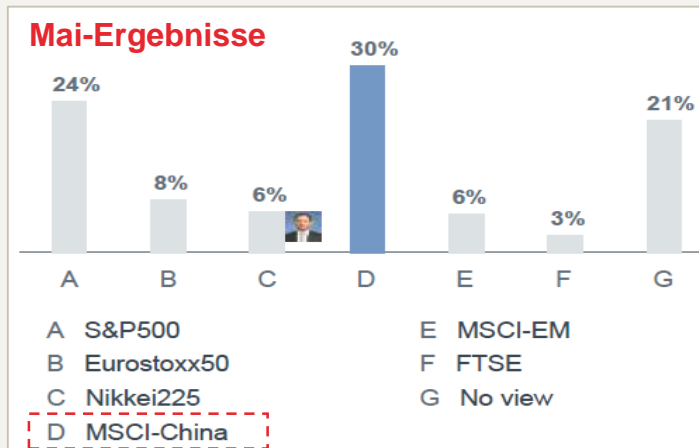 Mai-Ergebnisse
24%
8%
6%
30%
6%
3%
21%
A B C D E F G
A S&P500
B Eurostoxx50
C Nikkei225
D MSCI-China
E MSCI-EM
F FTSE
G No view